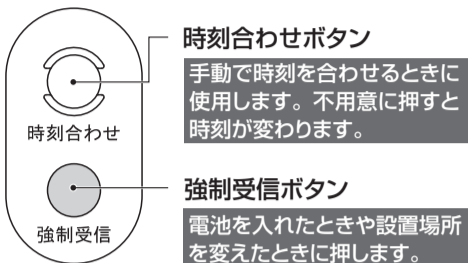 時刻合わせボタン
手動で時刻を合わせるときに
使用します。不用意に押すと
時刻が変わります。
時刻合わせ
強制受信ボタン
電池を入れたときや設置場所
を変えたときに押します。
強制受信